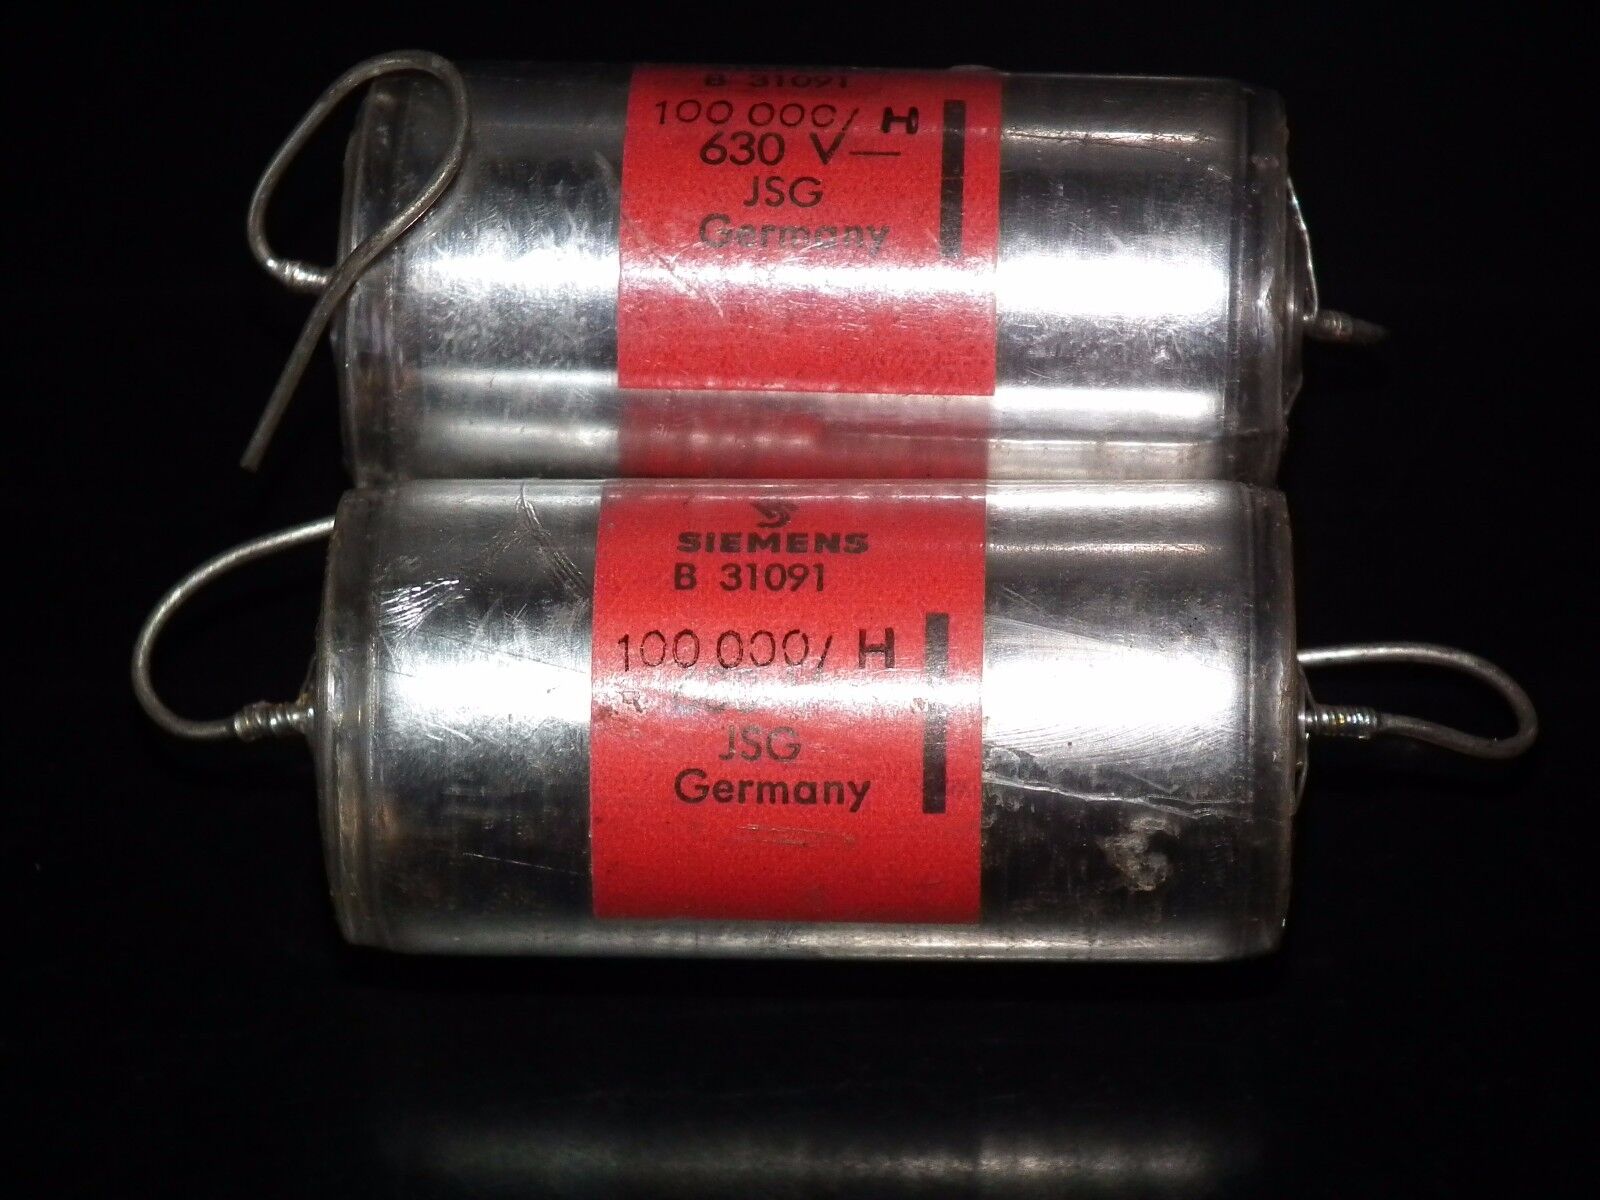 B 31091
100 000/ H
630 V—
JSG
Germany
SIEMENS
B 31091
100 000/ H
JSG
Germany